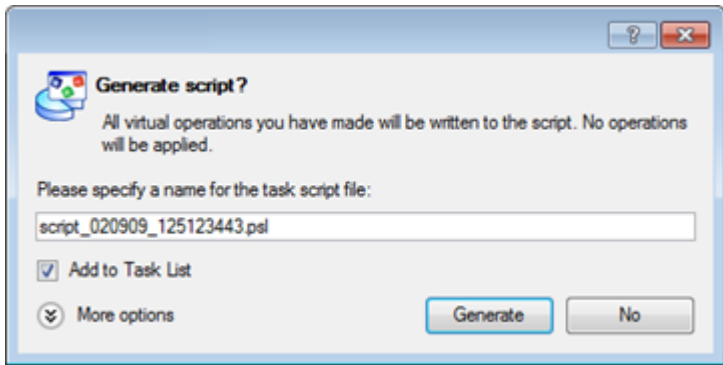 Generate script?
All virtual operations you have made will be written to the script. No operations
will be applied.
Please specify a name for the task script file:
script_020909_125123443.psl
Add to Task List
More options
Generate
No